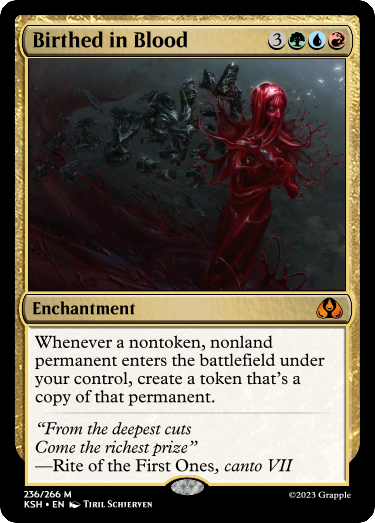 Birthed in Blood 3
Enchantment
Whenever a nontoken, nonland
permanent enters the battlefield under
your control, create a token that's a
copy of that permanent.
“From the deepest cuts
Come the richest prize”
—Rite of the First Ones, canto VII
236/266 M
KSH • EN Tiril Schjerven
©2023 Grapple